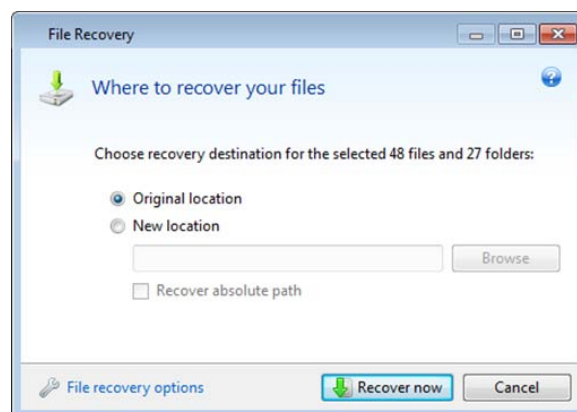 File Recovery
Where to recover your files
Choose recovery destination for the selected 48 files and 27 folders:
Original location
New location
Browse
Recover absolute path
File recovery options
Recover now
Cancel